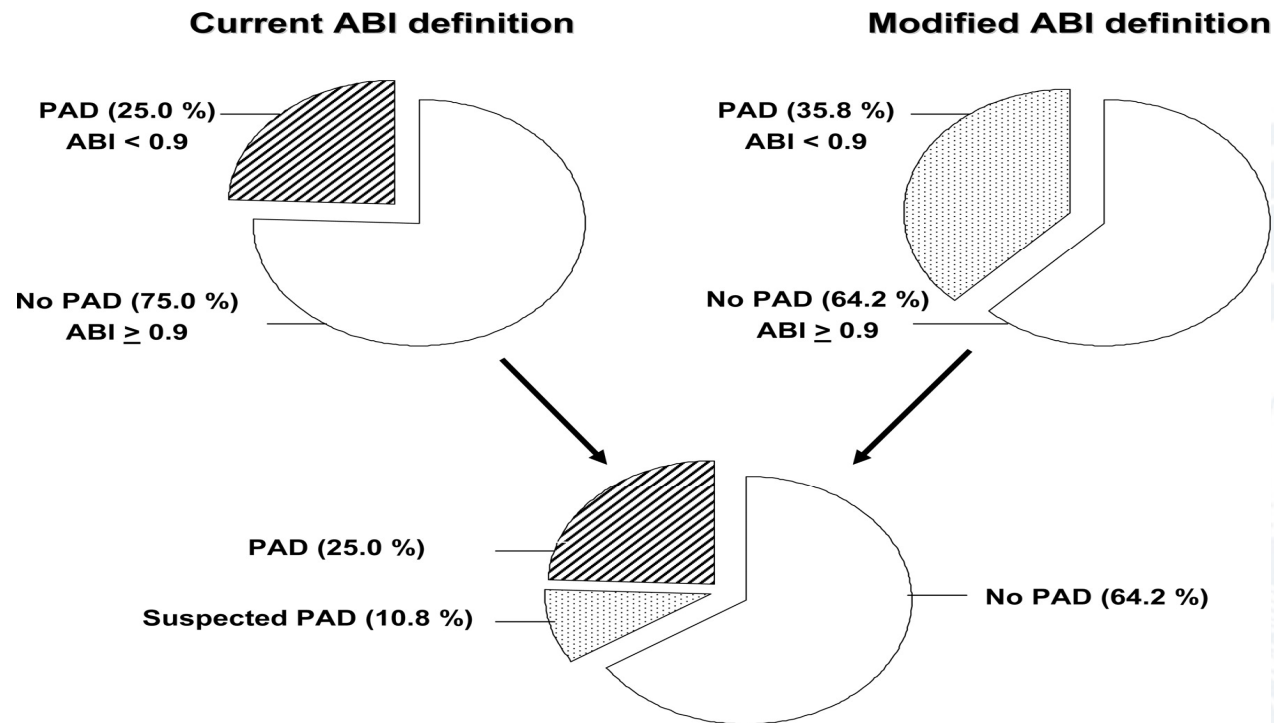 Current ABI definition
Modified ABI definition
PAD (25.0 %)
ABI < 0.9
No PAD (75.0 %)
ABI ≥ 0.9
PAD (35.8 %)
ABI < 0.9
No PAD (64.2 %)
ABI ≥ 0.9
PAD (25.0 %)
Suspected PAD (10.8 %)
No PAD (64.2 %)